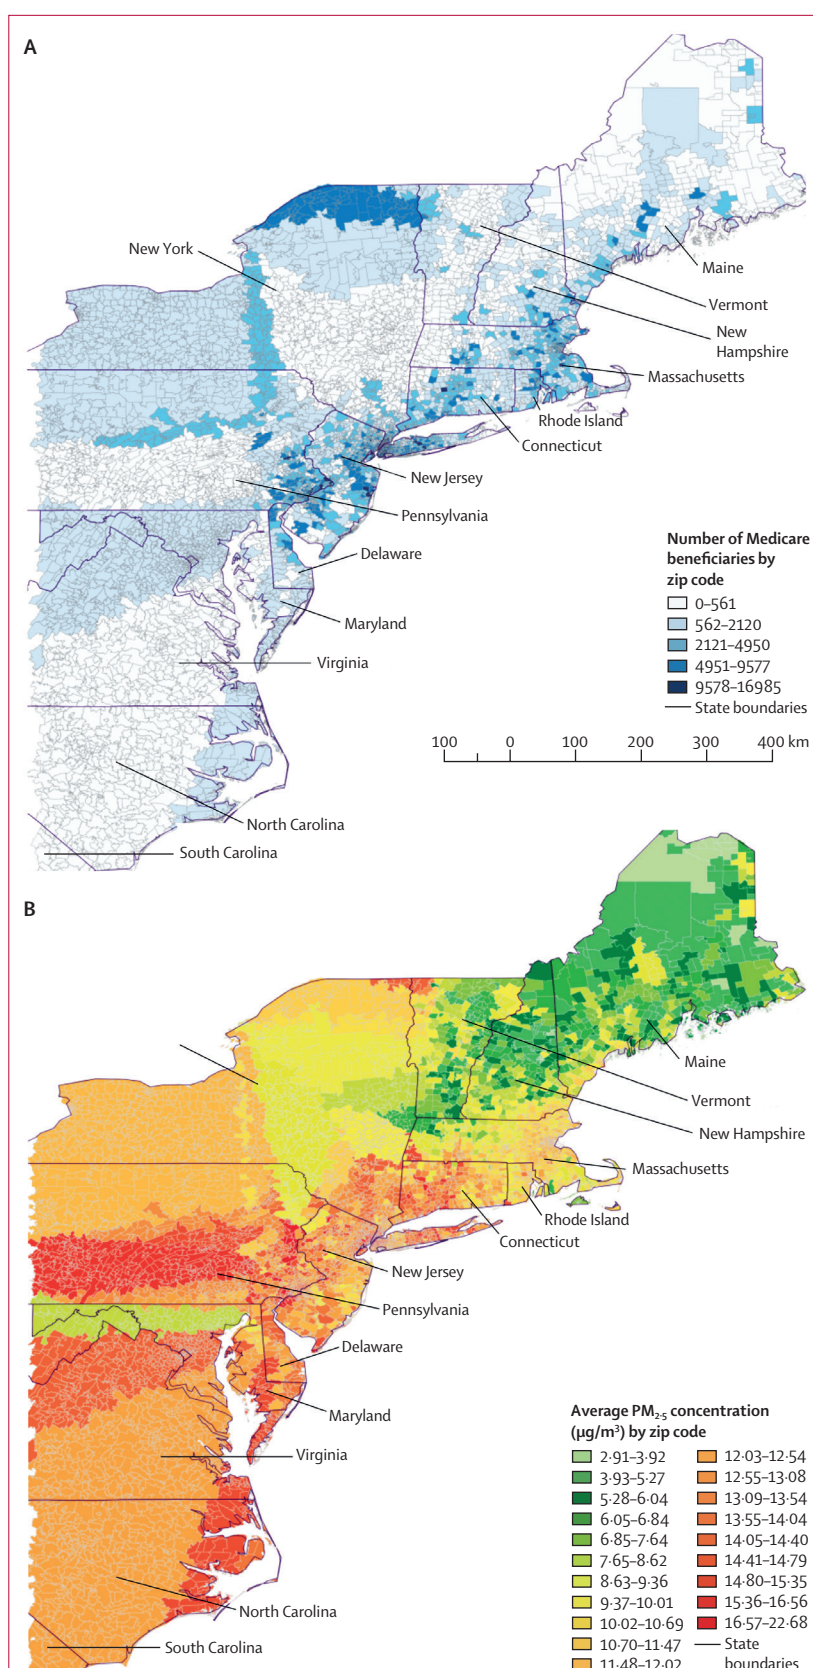 A
New York
Maine
Vermont
New
Hampshire
Massachusetts
Rhode Island
Connecticut
New Jersey
Pennsylvania
Delaware
Maryland
Virginia
North Carolina
South Carolina
Number of Medicare
beneficiaries by
zip code
0–561
562–2120
2121–4950
4951–9577
9578–16985
State boundaries
100 0 100 200 300 400 km
B
Maine
Vermont
New Hampshire
Massachusetts
Rhode Island
Connecticut
New Jersey
Pennsylvania
Delaware
Maryland
Virginia
North Carolina
South Carolina
Average PM2·5 concentration
(µg/m³) by zip code
2·91–3·92
3·93–5·27
5·28–6·04
6·05–6·84
6·85–7·64
7·65–8·62
8·63–9·36
9·37–10·01
10·02–10·69
10·70–11·47
11·48–12·02
12·03–12·54
12·55–13·08
13·09–13·54
13·55–14·04
14·05–14·40
14·41–14·79
14·80–15·35
15·36–16·56
16·57–22·68
State
boundaries